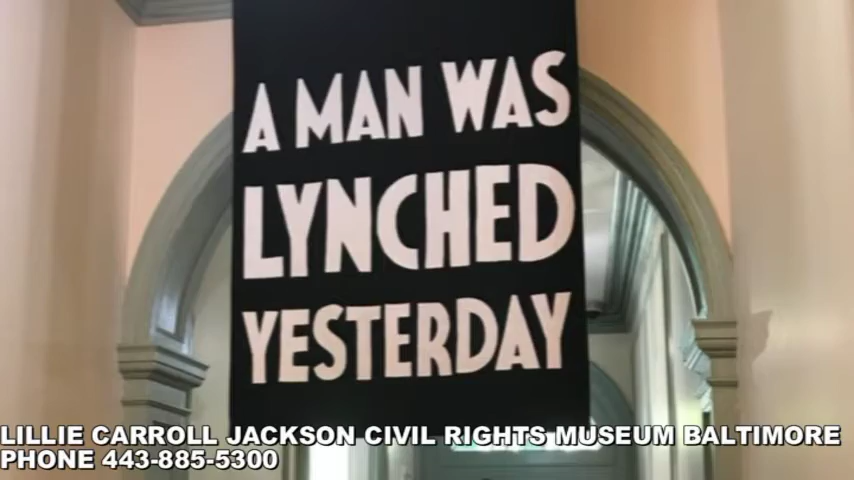 A MAN WAS
LYNCHED
YESTERDAY
LILLIE CARROLL JACKSON CIVIL RIGHTS MUSEUM BALTIMORE
PHONE 443-885-5300